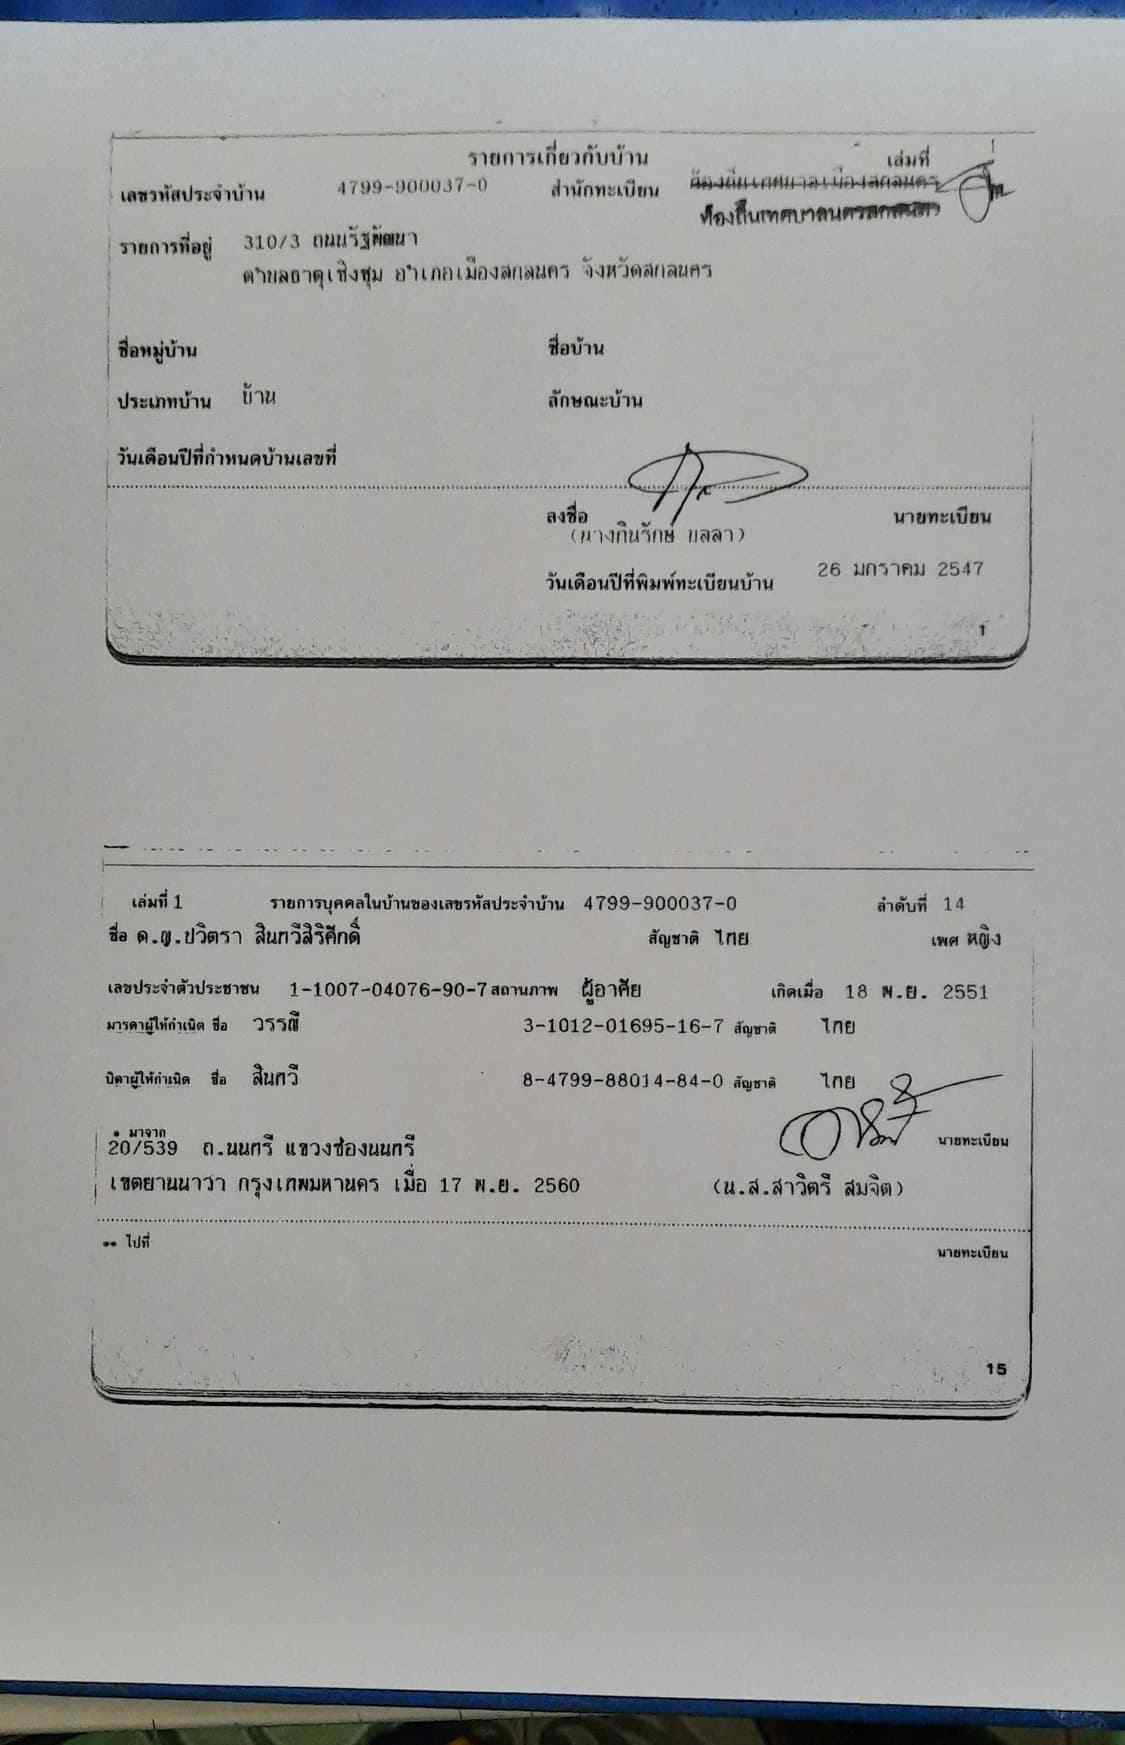 รายการเกี่ยวกับบ้าน เล่มที่ 1
เลขรหัสประจำบ้าน 4799-900037-0 สำนักทะเบียน ท้องถิ่นเทศบาลเมืองสกลนคร
ท้องถิ่นเทศบาลนครสกลนคร
รายการที่อยู่ 310/3 ถนนรัฐพัฒนา
ตำบลธาตุเชิงชุม อำเภอเมืองสกลนคร จังหวัดสกลนคร
ชื่อหมู่บ้าน ชื่อบ้าน
ประเภทบ้าน บ้าน ลักษณะบ้าน
วันเดือนปีที่กำหนดบ้านเลขที่
ลงชื่อ นายทะเบียน
(นางกินรักษ์ แลลา)
วันเดือนปีที่พิมพ์ทะเบียนบ้าน 26 มกราคม 2547
1
เล่มที่ 1 รายการบุคคลในบ้านของเลขรหัสประจำบ้าน 4799-900037-0 ลำดับที่ 14
ชื่อ ด.ญ.ปวิตรา สินทวีสิริศักดิ์ สัญชาติ ไทย เพศ หญิง
เลขประจำตัวประชาชน 1-1007-04076-90-7 สถานภาพ ผู้อาศัย เกิดเมื่อ 18 พ.ย. 2551
มารดาผู้ให้กำเนิด ชื่อ วรรณี 3-1012-01695-16-7 สัญชาติ ไทย
บิดาผู้ให้กำเนิด ชื่อ สินทวี 8-4799-88014-84-0 สัญชาติ ไทย
* มาจาก
20/539 ถ.นนทรี แขวงช่องนนทรี นายทะเบียน
เขตยานนาวา กรุงเทพมหานคร เมื่อ 17 พ.ย. 2560 (น.ส.สาวิตรี สมจิต)
** ไปที่ นายทะเบียน
15